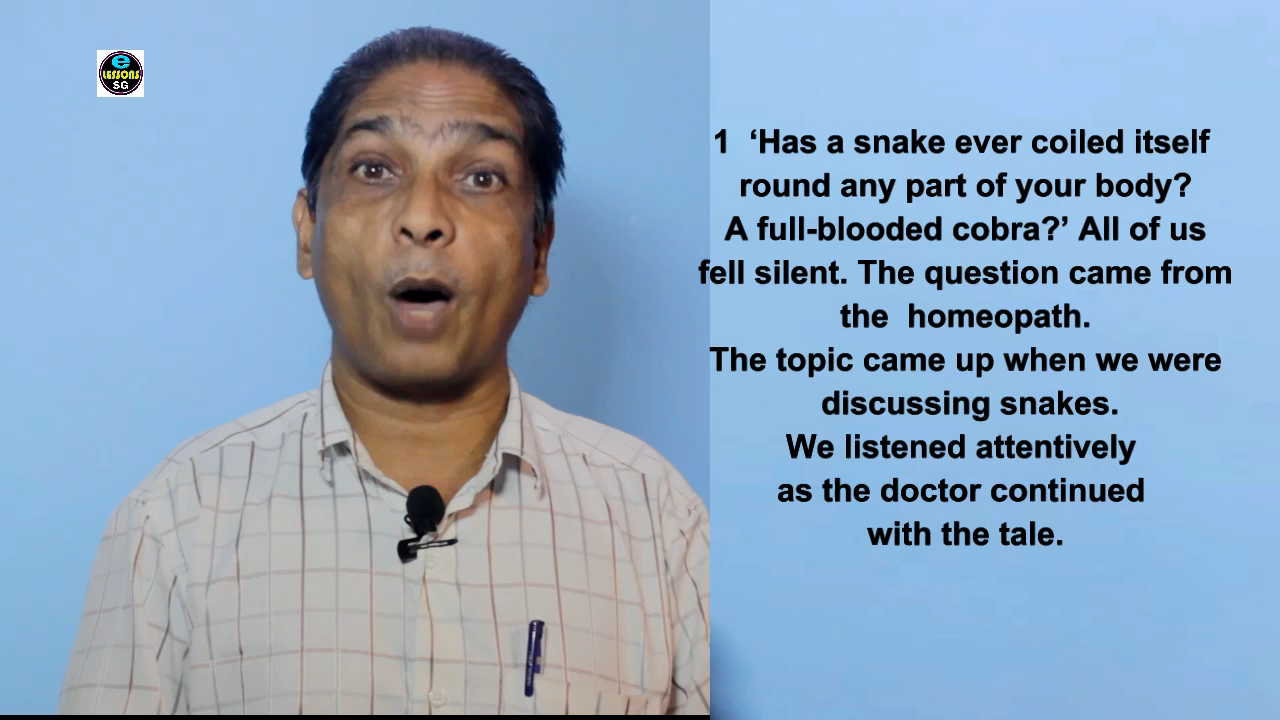 e
LESSONS
SG
1 ‘Has a snake ever coiled itself
round any part of your body?
A full-blooded cobra?’ All of us
fell silent. The question came from
the homeopath.
The topic came up when we were
discussing snakes.
We listened attentively
as the doctor continued
with the tale.